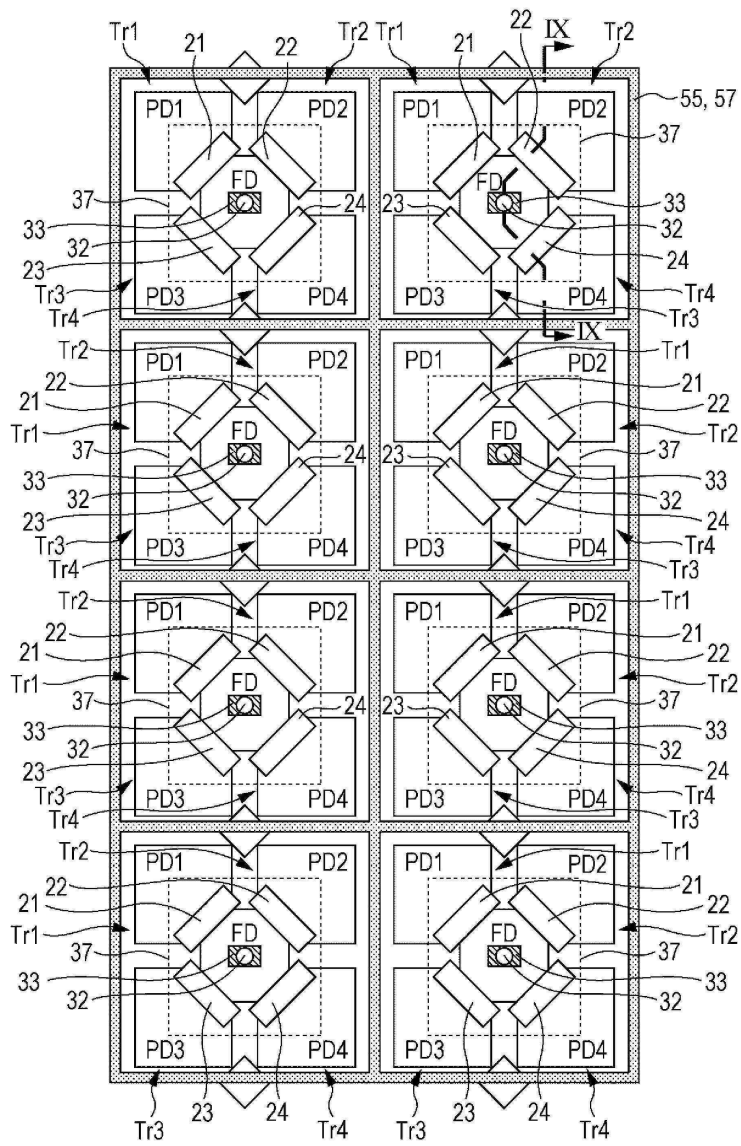 Tr1 21 22 Tr2 Tr1 21 IX 22 Tr2
55, 57
PD1 PD2 PD1 PD2
37
FD FD
37 24 23 33
33 32
32 24
23
Tr3 PD3 PD4 PD3 PD4 Tr4
Tr4 Tr3
IX
Tr2 PD1 PD2 PD1 PD2 Tr1
22 21
21 22
Tr1 FD FD Tr2
37 24 23 37
33 33
32 32
23 24
Tr3 PD3 PD4 PD3 PD4 Tr4
Tr4 Tr3
Tr2 PD1 PD2 PD1 PD2 Tr1
22 21
21 22
Tr1 FD FD Tr2
37 24 23 37
33 33
32 32
23 24
Tr3 PD3 PD4 PD3 PD4 Tr4
Tr4 Tr3
Tr2 PD1 PD2 PD1 PD2 Tr1
22 21
21 22
Tr1 FD FD Tr2
37 37
33 33
32 32
PD3 PD4 PD3 PD4
Tr3 23 24 Tr4 Tr3 23 24 Tr4